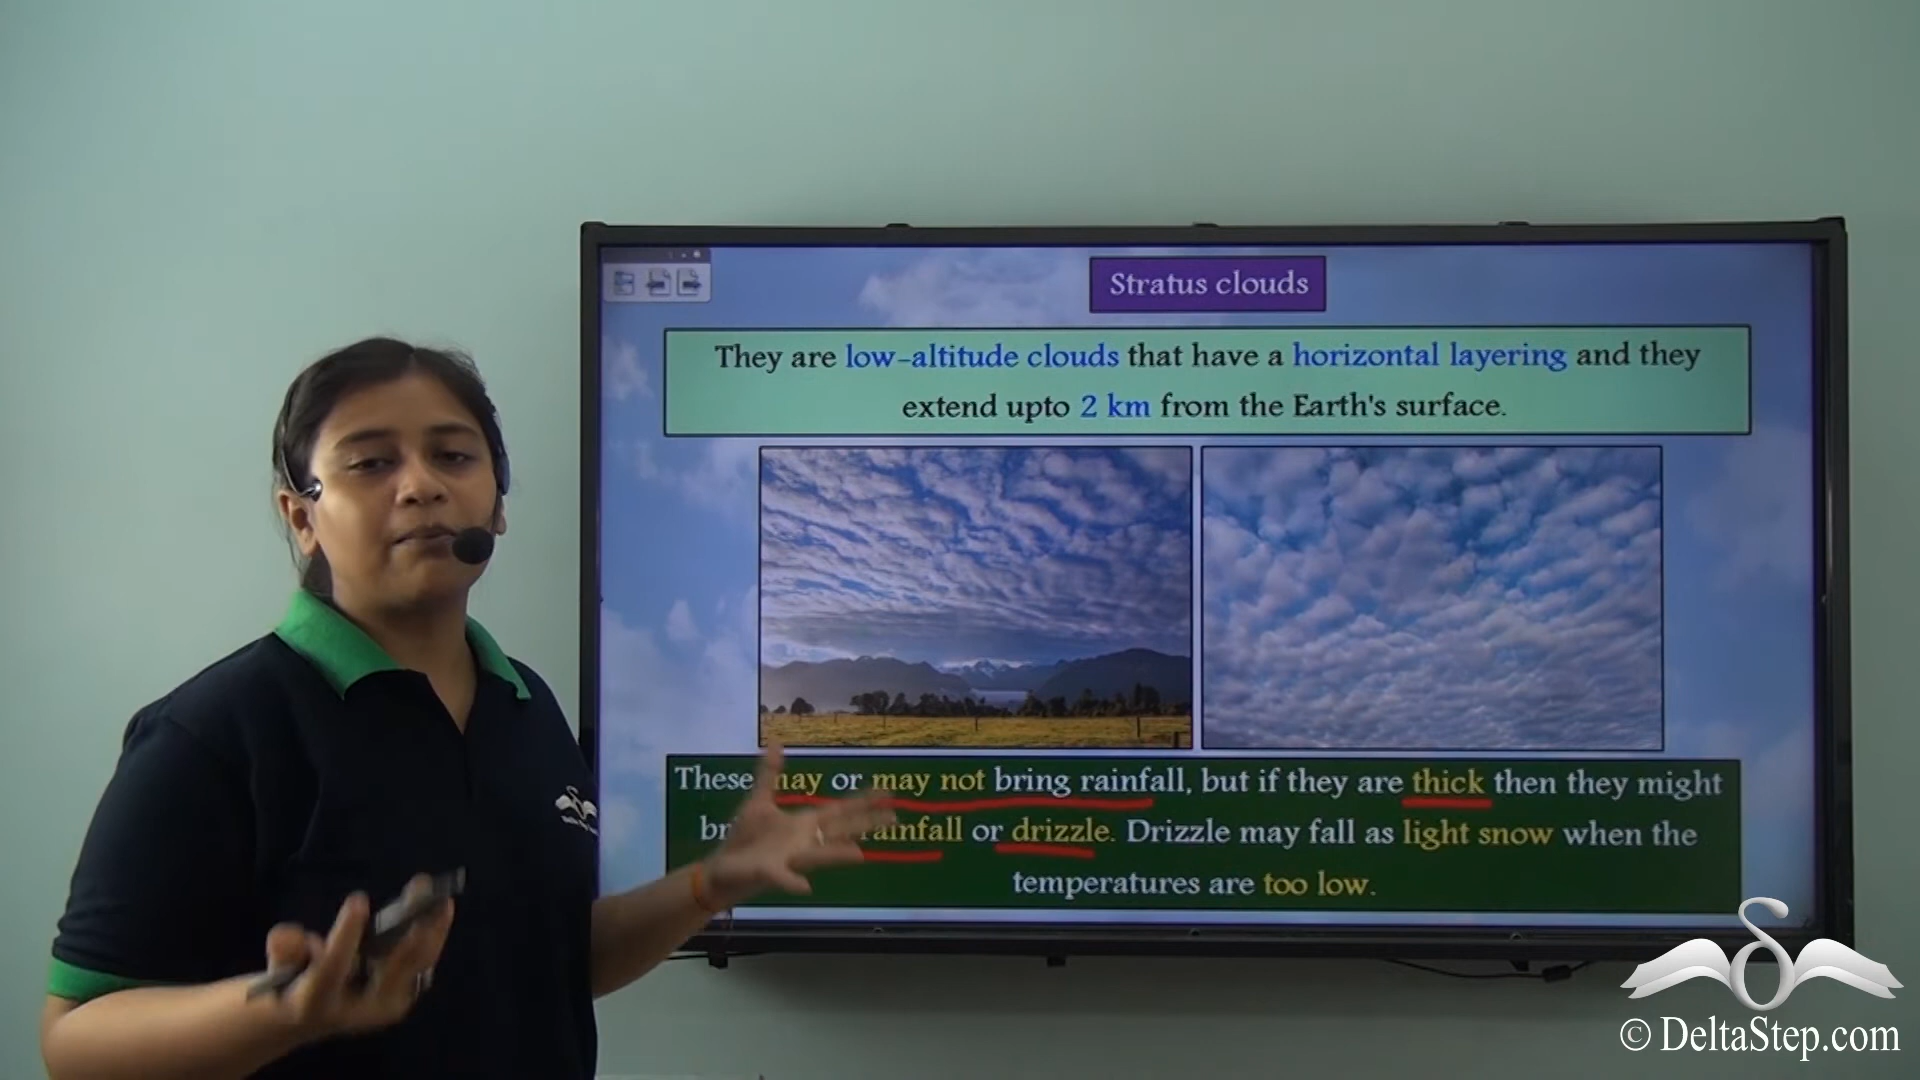 Stratus clouds
They are low-altitude clouds that have a horizontal layering and they
extend upto 2 km from the Earth's surface.
These may or may not bring rainfall, but if they are thick then they might
rainfall or drizzle. Drizzle may fall as light snow when the
temperatures are too low.
© DeltaStep.com